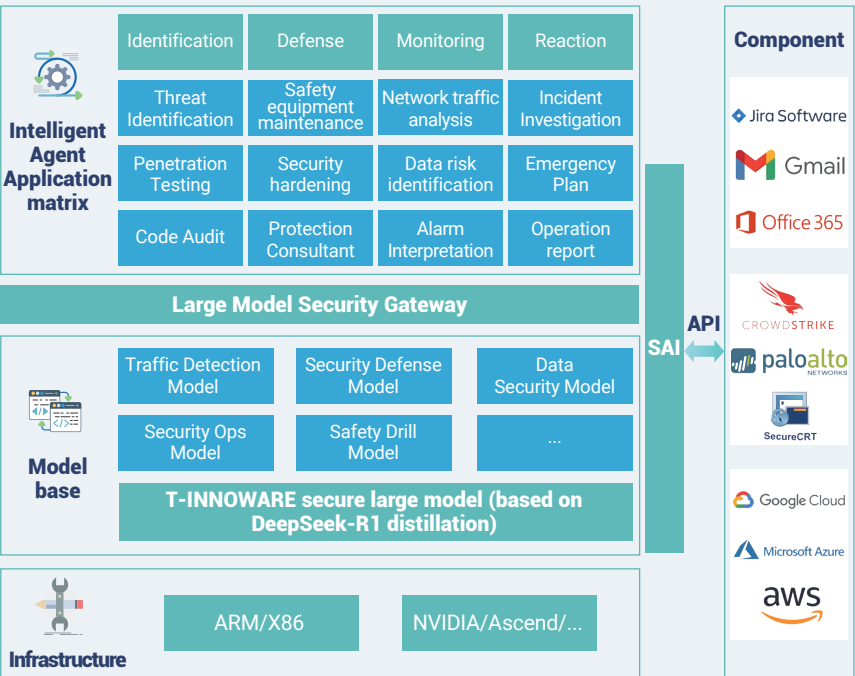 Identification
Defense
Monitoring
Reaction
Intelligent
Agent
Application
matrix
Threat
Identification
Safety
equipment
maintenance
Network traffic
analysis
Incident
Investigation
Penetration
Testing
Security
hardening
Data risk
identification
Emergency
Plan
Code Audit
Protection
Consultant
Alarm
Interpretation
Operation
report
Large Model Security Gateway
Model
base
Traffic Detection
Model
Security Defense
Model
Data
Security Model
Security Ops
Model
Safety Drill
Model
...
T-INNOWARE secure large model (based on
DeepSeek-R1 distillation)
Infrastructure
ARM/X86
NVIDIA/Ascend/...
SAI
API
Component
Jira Software
Gmail
Office 365
CROWDSTRIKE
paloalto
NETWORKS
SecureCRT
Google Cloud
Microsoft Azure
aws